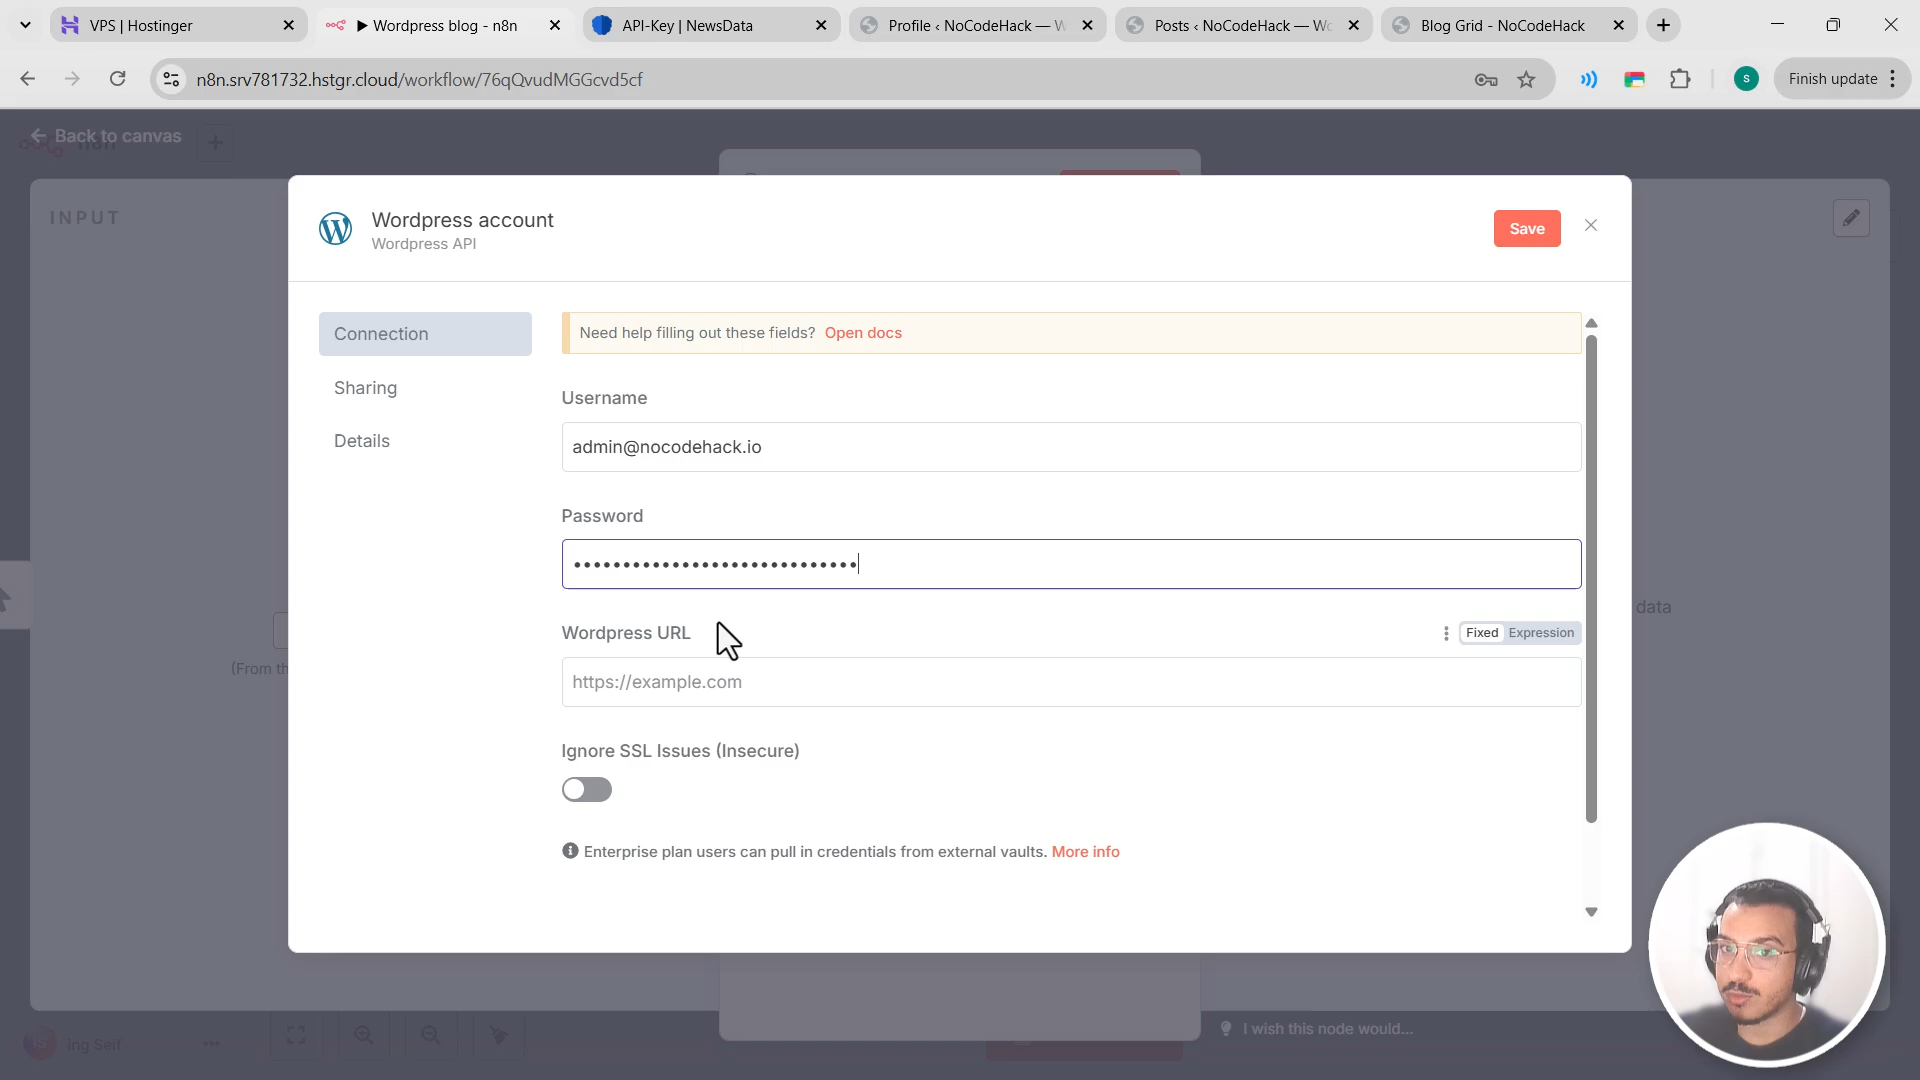 VPS | Hostinger
Wordpress blog - n8n
API-Key | NewsData
Profile ‹ NoCodeHack — W
Posts ‹ NoCodeHack — Wo
Blog Grid - NoCodeHack
n8n.srv781732.hstgr.cloud/workflow/76qQvudMGGcvd5cf
S
Finish update
Back to canvas
INPUT
Wordpress account
Wordpress API
Save
Connection
Sharing
Details
Need help filling out these fields? Open docs
Username
admin@nocodehack.io
Password
Wordpress URL
Fixed Expression
https://example.com
Ignore SSL Issues (Insecure)
Enterprise plan users can pull in credentials from external vaults. More info
data
(From th
I wish this node would...